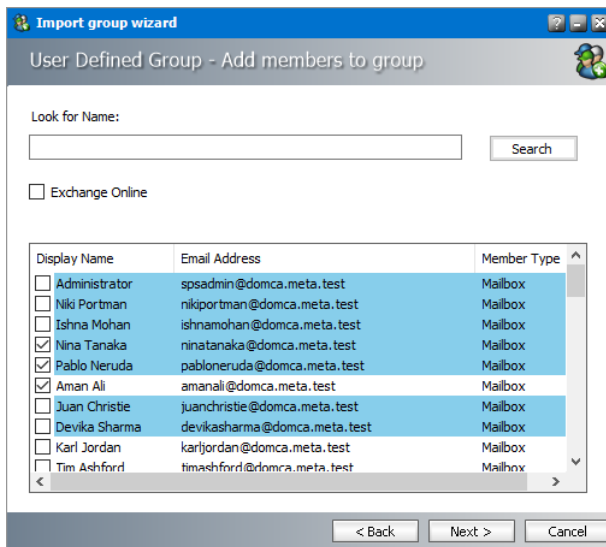 Import group wizard
User Defined Group - Add members to group
Look for Name:
Search
Exchange Online
Display Name Email Address Member Type
Administrator spsadmin@domca.meta.test Mailbox
Niki Portman nikiportman@domca.meta.test Mailbox
Ishna Mohan ishnamohan@domca.meta.test Mailbox
Nina Tanaka ninatanaka@domca.meta.test Mailbox
Pablo Neruda pabloneruda@domca.meta.test Mailbox
Aman Ali amanali@domca.meta.test Mailbox
Juan Christie juanchristie@domca.meta.test Mailbox
Devika Sharma devikasharma@domca.meta.test Mailbox
Karl Jordan karljordan@domca.meta.test Mailbox
Tim Ashford timashford@domca.meta.test Mailbox
< Back Next > Cancel